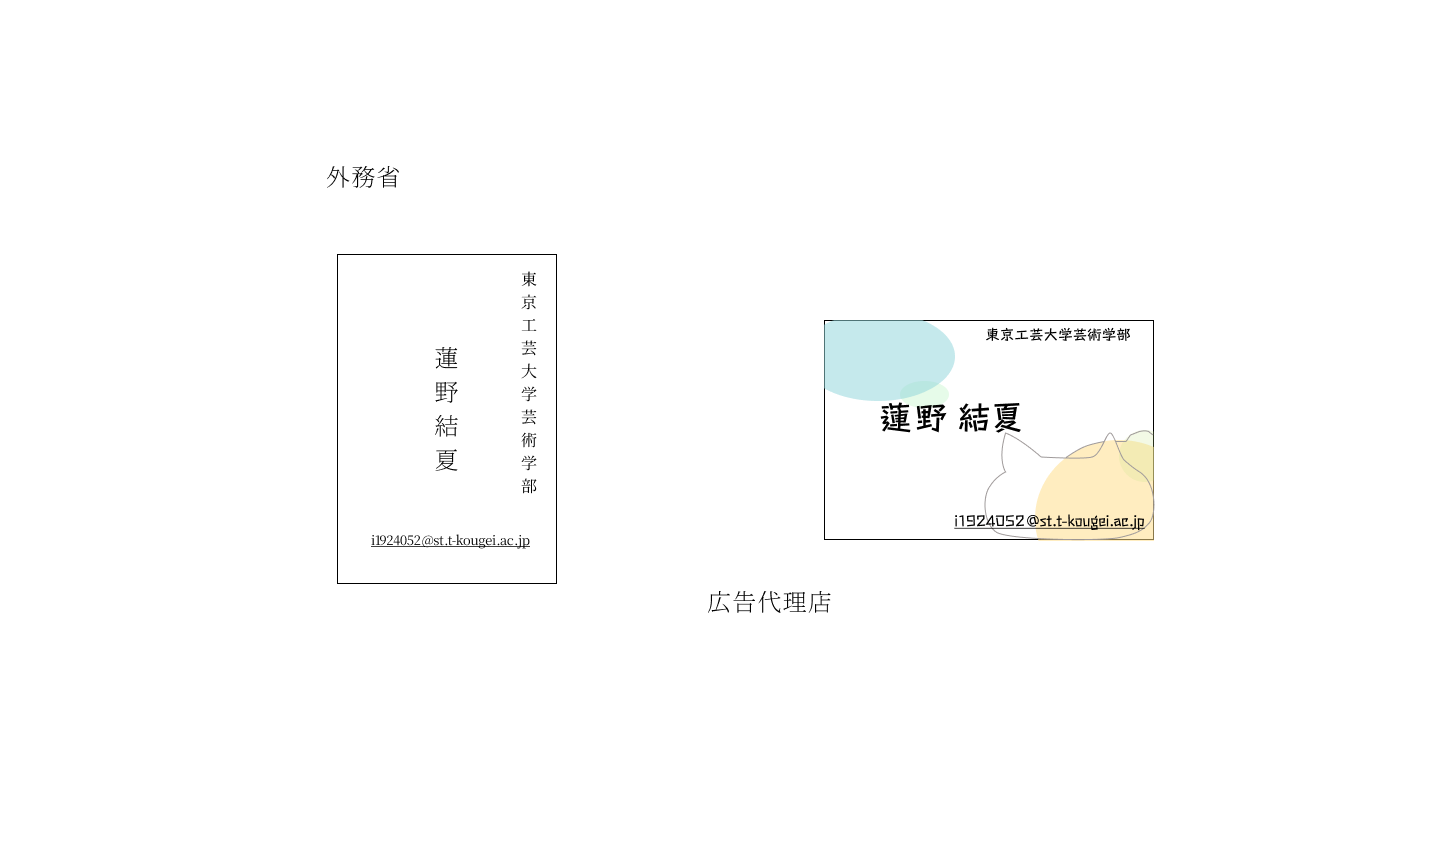 外務省
東京工芸大学芸術学部
蓮野結夏
i1924052@st.t-kougei.ac.jp
東京工芸大学芸術学部
蓮野 結夏
i1924052@st.t-kougei.ac.jp
広告代理店